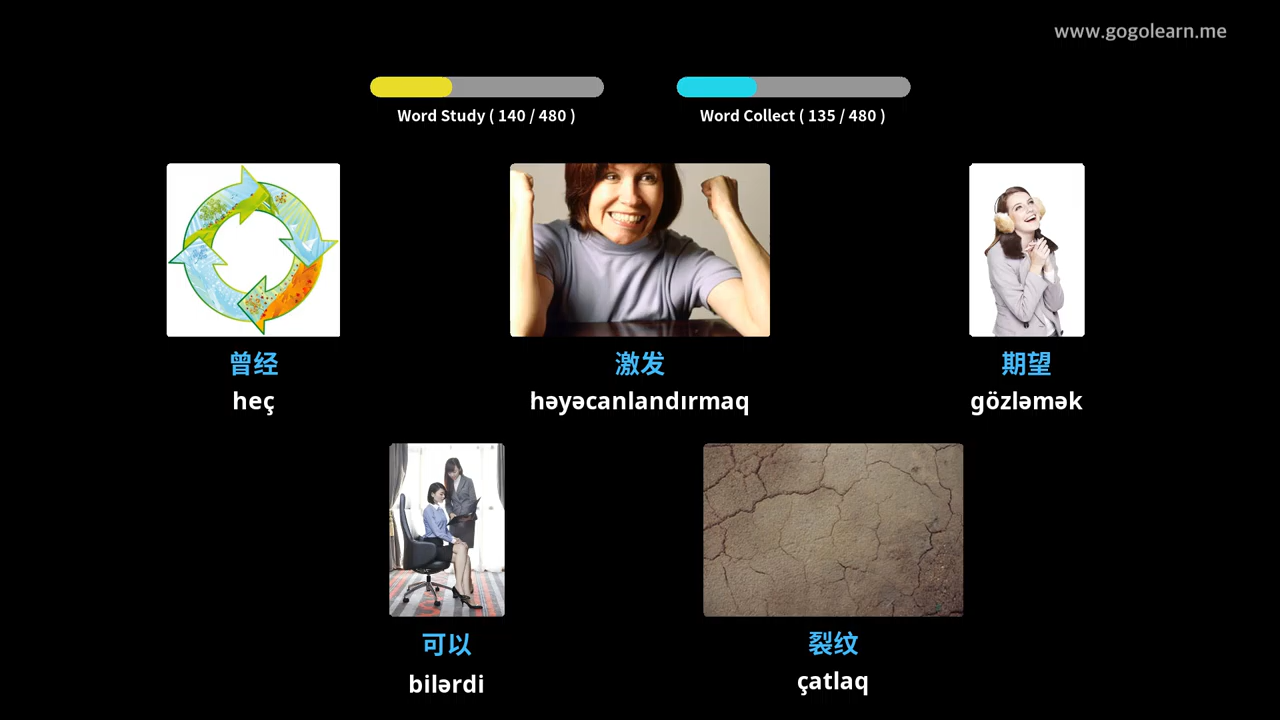 www.gogolearn.me
Word Study ( 140 / 480 )
Word Collect ( 135 / 480 )
曾经
heç
激发
həyəcanlandırmaq
期望
gözləmək
可以
bilərdi
裂纹
çatlaq